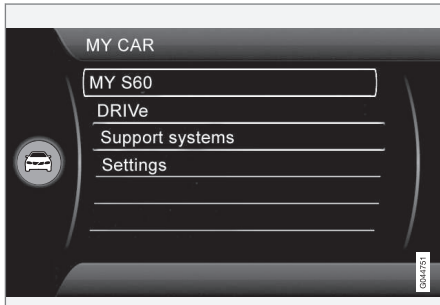 MY CAR
MY S60
DRIVe
Support systems
Settings
G044751